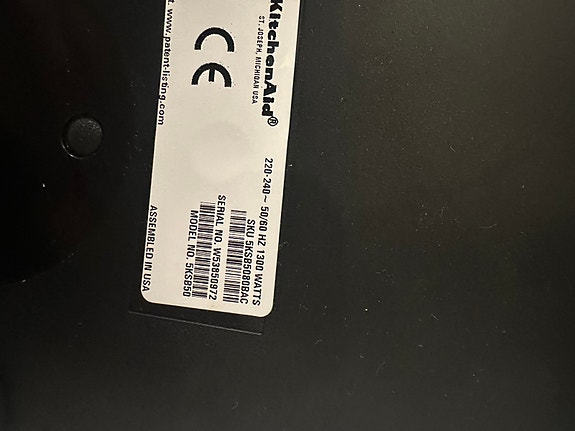 KitchenAid®
ST. JOSEPH, MICHIGAN USA
220-240~ 50/60 HZ 1300 WATTS
SKU 5KSB5080BAC
SERIAL NO. W53850972
MODEL NO. 5KSB50
CE
www.patent-listing.com
ASSEMBLED IN USA